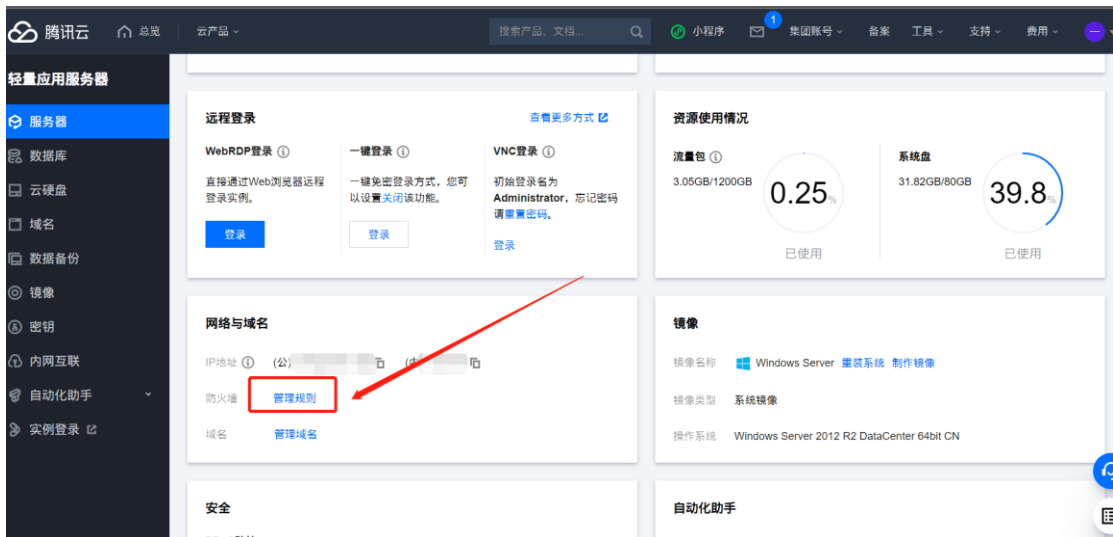 腾讯云 总览 云产品 搜索产品、文档... 小程序 1 集团账号 备案 工具 支持 费用
轻量应用服务器
服务器
数据库
云硬盘
域名
数据备份
镜像
密钥
内网互联
自动化助手
实例登录
远程登录 查看更多方式
WebRDP登录 一键登录 VNC登录
直接通过Web浏览器远程
登录实例。
登录
一键免密登录方式，您可
以设置关闭该功能。
登录
初始登录名为
Administrator，忘记密码
请重置密码。
登录
资源使用情况
流量包
3.05GB/1200GB
0.25%
已使用
系统盘
31.82GB/80GB
39.8%
已使用
网络与域名
IP地址 (公)
防火墙 管理规则
域名 管理域名
镜像
镜像名称 Windows Server 重装系统 制作镜像
镜像类型 系统镜像
操作系统 Windows Server 2012 R2 DataCenter 64bit CN
安全
自动化助手